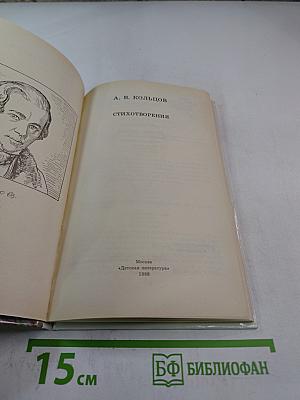 А. В. КОЛЬЦОВ
СТИХОТВОРЕНИЯ
Москва
«Детская литература»
1988
15 см
БФ БИБЛИОФАН